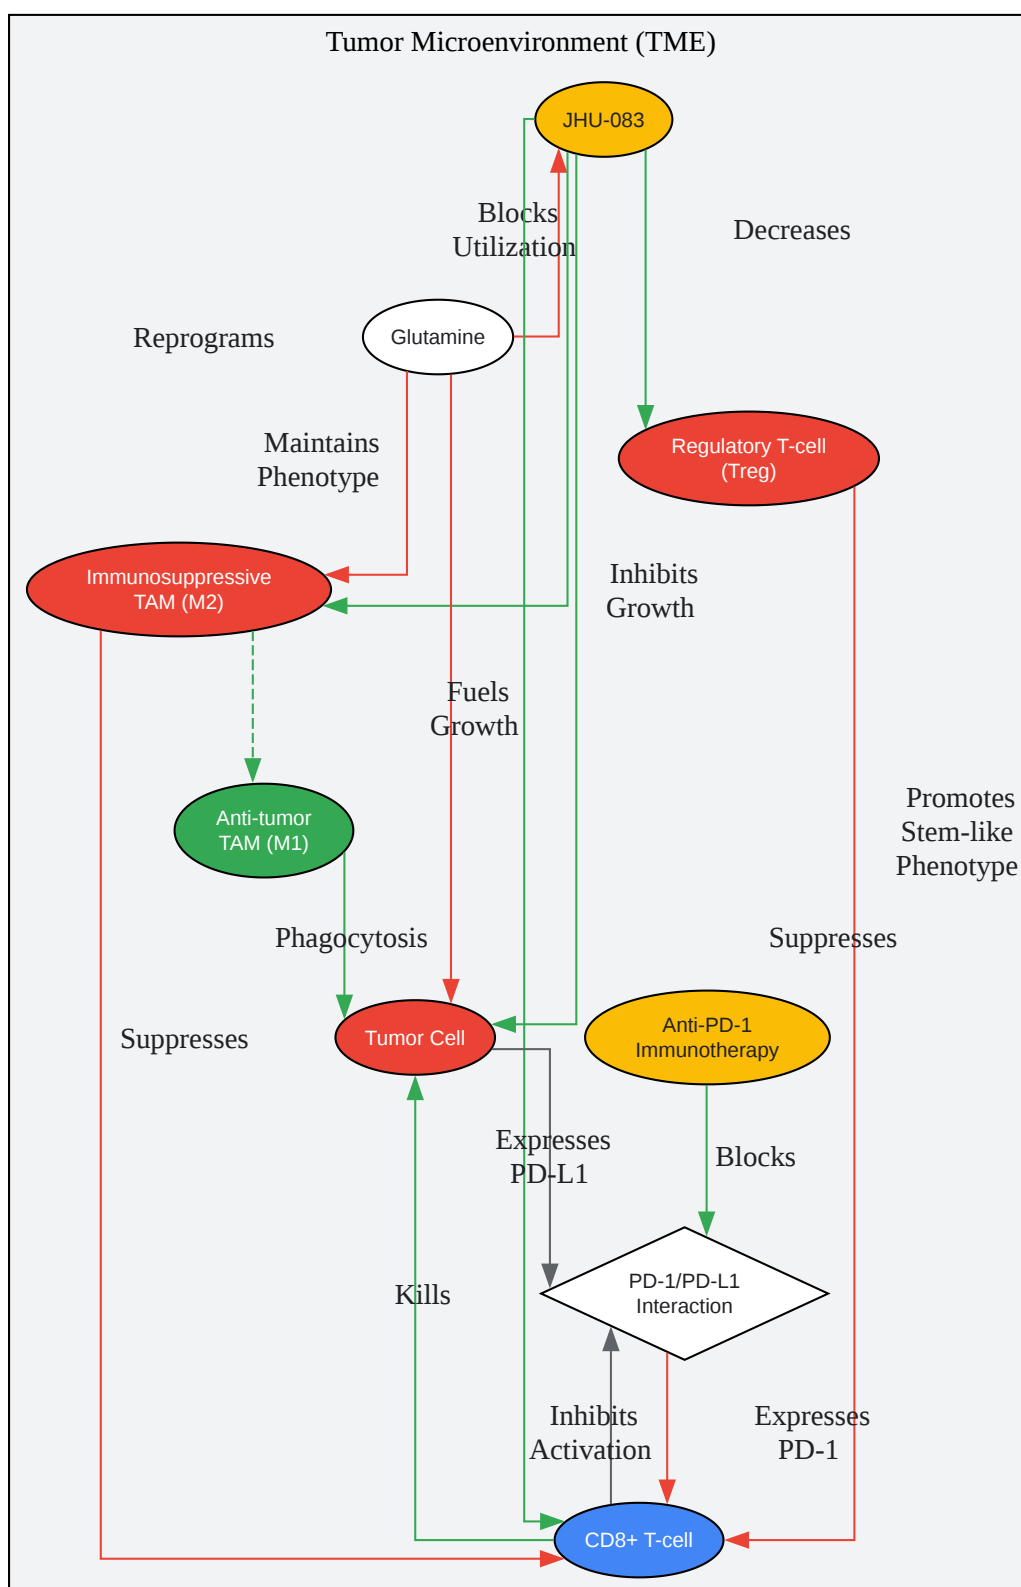 Tumor Microenvironment (TME)
JHU-083
Blocks
Utilization
Decreases
Reprograms
Glutamine
Maintains
Phenotype
Regulatory T-cell
(Treg)
Immunosuppressive
TAM (M2)
Inhibits
Growth
Fuels
Growth
Anti-tumor
TAM (M1)
Promotes
Stem-like
Phenotype
Phagocytosis
Suppresses
Suppresses
Tumor Cell
Anti-PD-1
Immunotherapy
Expresses
PD-L1
Blocks
Kills
PD-1/PD-L1
Interaction
Inhibits
Activation
Expresses
PD-1
CD8+ T-cell